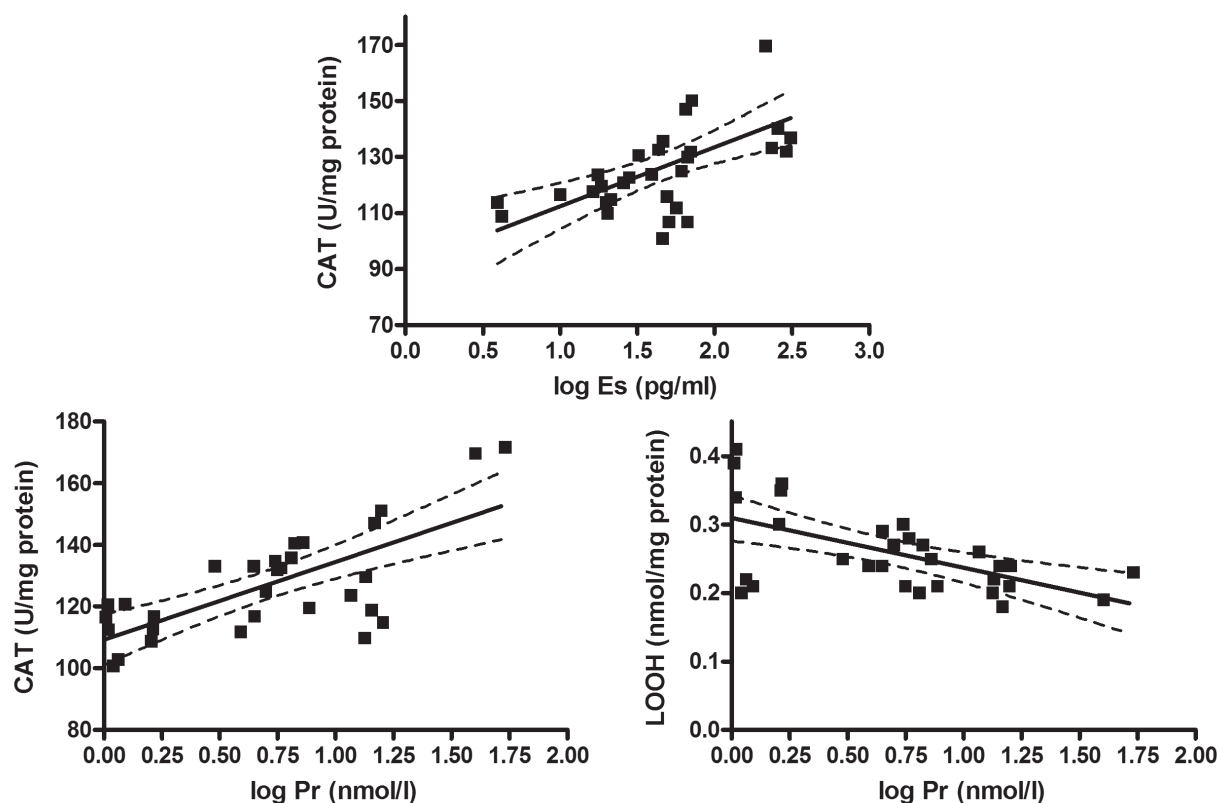 CAT (U/mg protein)
170
150
130
110
90
70
0.0 0.5 1.0 1.5 2.0 2.5 3.0
log Es (pg/ml)
CAT (U/mg protein)
180
160
140
120
100
80
0.00 0.25 0.50 0.75 1.00 1.25 1.50 1.75 2.00
log Pr (nmol/l)
LOOH (nmol/mg protein)
0.4
0.3
0.2
0.1
0.0
0.00 0.25 0.50 0.75 1.00 1.25 1.50 1.75 2.00
log Pr (nmol/l)